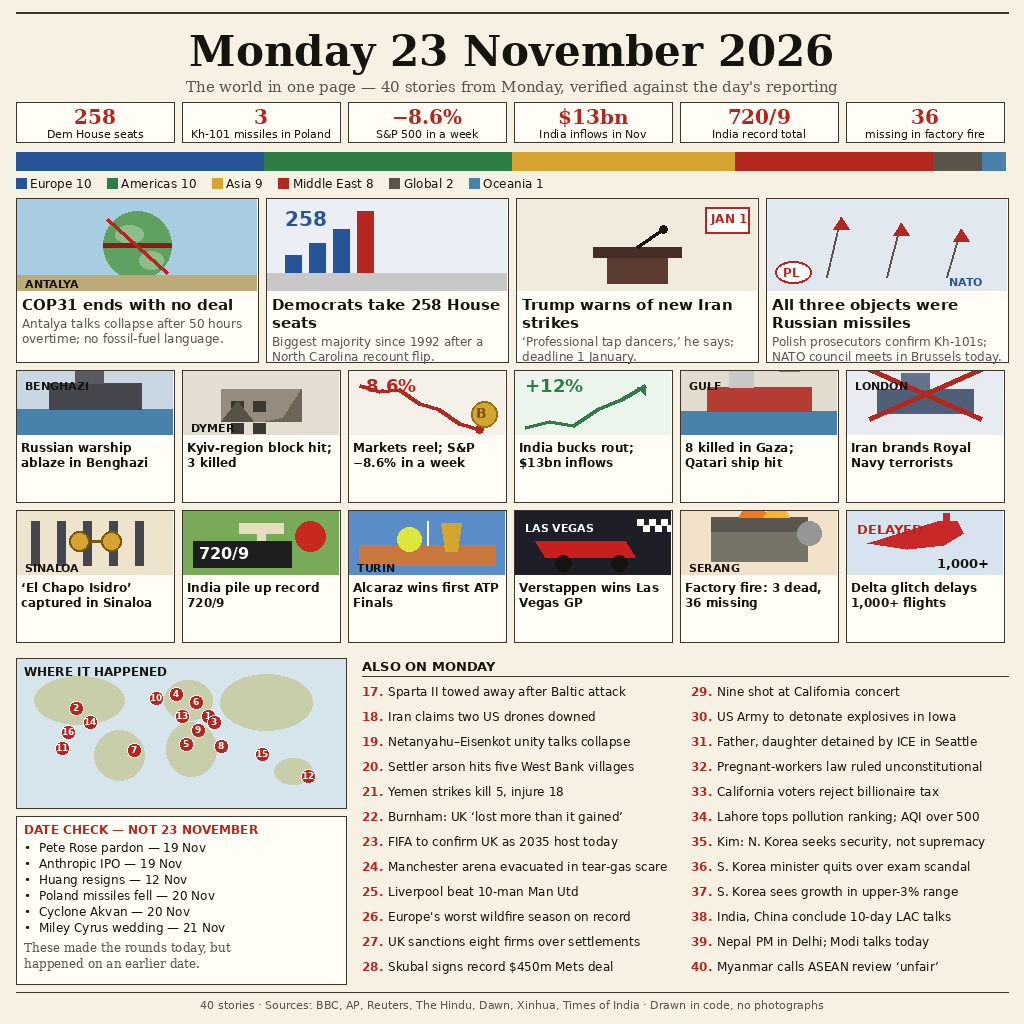 Monday 23 November 2026
The world in one page — 40 stories from Monday, verified against the day's reporting
258
Dem House seats
3
Kh-101 missiles in Poland
−8.6%
S&P 500 in a week
$13bn
India inflows in Nov
720/9
India record total
36
missing in factory fire
Europe 10
Americas 10
Asia 9
Middle East 8
Global 2
Oceania 1
ANTALYA
COP31 ends with no deal
Antalya talks collapse after 50 hours
overtime; no fossil-fuel language.
258
Democrats take 258 House
seats
Biggest majority since 1992 after a
North Carolina recount flip.
JAN 1
Trump warns of new Iran
strikes
‘Professional tap dancers,’ he says;
deadline 1 January.
PL
NATO
All three objects were
Russian missiles
Polish prosecutors confirm Kh-101s;
NATO council meets in Brussels today.
BENGHAZI
Russian warship
ablaze in Benghazi
DYMER
Kyiv-region block hit;
3 killed
−8.6%
B
Markets reel; S&P
−8.6% in a week
+12%
India bucks rout;
$13bn inflows
GULF
8 killed in Gaza;
Qatari ship hit
LONDON
Iran brands Royal
Navy terrorists
SINALOA
‘El Chapo Isidro’
captured in Sinaloa
720/9
India pile up record
720/9
TURIN
Alcaraz wins first ATP
Finals
LAS VEGAS
Verstappen wins Las
Vegas GP
SERANG
Factory fire: 3 dead,
36 missing
DELAYED
1,000+
Delta glitch delays
1,000+ flights
WHERE IT HAPPENED
10
4
2
6
13
3
14
16
9
11
7
5
8
15
12
DATE CHECK — NOT 23 NOVEMBER
• Pete Rose pardon — 19 Nov
• Anthropic IPO — 19 Nov
• Huang resigns — 12 Nov
• Poland missiles fell — 20 Nov
• Cyclone Akvan — 20 Nov
• Miley Cyrus wedding — 21 Nov
These made the rounds today, but
happened on an earlier date.
ALSO ON MONDAY
17. Sparta II towed away after Baltic attack
18. Iran claims two US drones downed
19. Netanyahu–Eisenkot unity talks collapse
20. Settler arson hits five West Bank villages
21. Yemen strikes kill 5, injure 18
22. Burnham: UK ‘lost more than it gained’
23. FIFA to confirm UK as 2035 host today
24. Manchester arena evacuated in tear-gas scare
25. Liverpool beat 10-man Man Utd
26. Europe's worst wildfire season on record
27. UK sanctions eight firms over settlements
28. Skubal signs record $450m Mets deal
29. Nine shot at California concert
30. US Army to detonate explosives in Iowa
31. Father, daughter detained by ICE in Seattle
32. Pregnant-workers law ruled unconstitutional
33. California voters reject billionaire tax
34. Lahore tops pollution ranking; AQI over 500
35. Kim: N. Korea seeks security, not supremacy
36. S. Korea minister quits over exam scandal
37. S. Korea sees growth in upper-3% range
38. India, China conclude 10-day LAC talks
39. Nepal PM in Delhi; Modi talks today
40. Myanmar calls ASEAN review ‘unfair’
40 stories · Sources: BBC, AP, Reuters, The Hindu, Dawn, Xinhua, Times of India · Drawn in code, no photographs